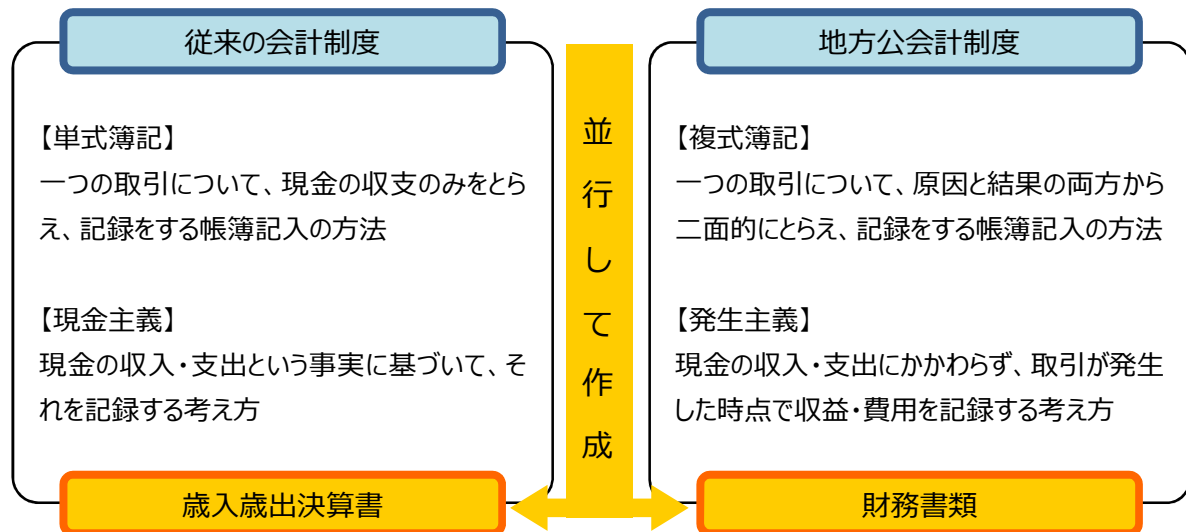 従来の会計制度
【単式簿記】
一つの取引について、現金の収支のみをとら
え、記録をする帳簿記入の方法
【現金主義】
現金の収入・支出という事実に基づいて、そ
れを記録する考え方
歳入歳出決算書
並行して作成
地方公会計制度
【複式簿記】
一つの取引について、原因と結果の両方から
二面的にとらえ、記録をする帳簿記入の方法
【発生主義】
現金の収入・支出にかかわらず、取引が発生
した時点で収益・費用を記録する考え方
財務書類